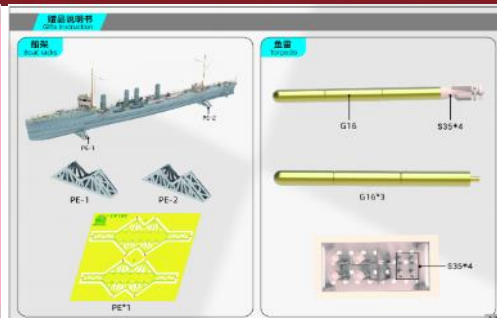 赠品说明书
Gifts instruction
船架
Boat racks
PE-1
PE-2
PE-1
PE-2
PE*1
鱼雷
Torpedo
G16
S35*4
G16*3
S35*4